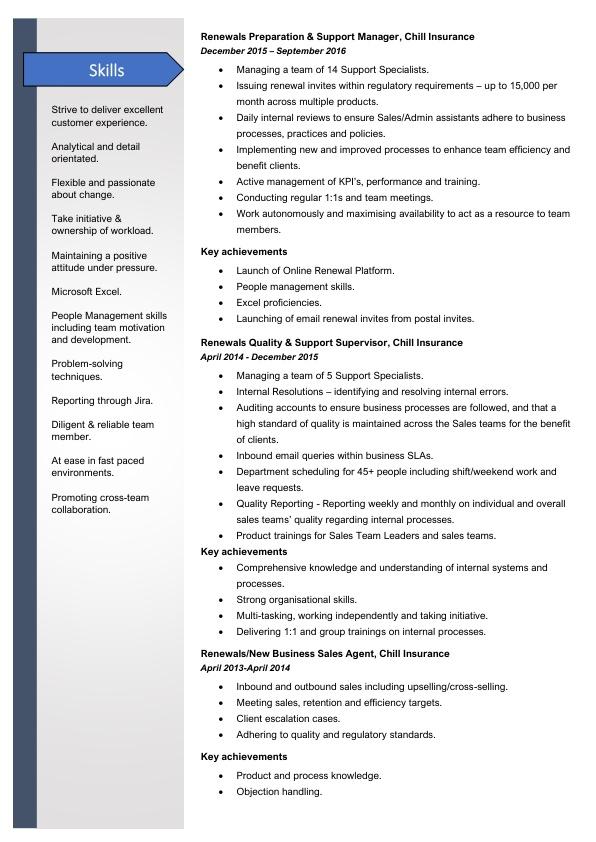 Skills
Strive to deliver excellent
customer experience.
Analytical and detail
orientated.
Flexible and passionate
about change.
Take initiative &
ownership of workload.
Maintaining a positive
attitude under pressure.
Microsoft Excel.
People Management skills
including team motivation
and development.
Problem-solving
techniques.
Reporting through Jira.
Diligent & reliable team
member.
At ease in fast paced
environments.
Promoting cross-team
collaboration.
Renewals Preparation & Support Manager, Chill Insurance
December 2015 – September 2016
• Managing a team of 14 Support Specialists.
• Issuing renewal invites within regulatory requirements – up to 15,000 per
month across multiple products.
• Daily internal reviews to ensure Sales/Admin assistants adhere to business
processes, practices and policies.
• Implementing new and improved processes to enhance team efficiency and
benefit clients.
• Active management of KPI's, performance and training.
• Conducting regular 1:1s and team meetings.
• Work autonomously and maximising availability to act as a resource to team
members.
Key achievements
• Launch of Online Renewal Platform.
• People management skills.
• Excel proficiencies.
• Launching of email renewal invites from postal invites.
Renewals Quality & Support Supervisor, Chill Insurance
April 2014 - December 2015
• Managing a team of 5 Support Specialists.
• Internal Resolutions – identifying and resolving internal errors.
• Auditing accounts to ensure business processes are followed, and that a
high standard of quality is maintained across the Sales teams for the benefit
of clients.
• Inbound email queries within business SLAs.
• Department scheduling for 45+ people including shift/weekend work and
leave requests.
• Quality Reporting - Reporting weekly and monthly on individual and overall
sales teams' quality regarding internal processes.
• Product trainings for Sales Team Leaders and sales teams.
Key achievements
• Comprehensive knowledge and understanding of internal systems and
processes.
• Strong organisational skills.
• Multi-tasking, working independently and taking initiative.
• Delivering 1:1 and group trainings on internal processes.
Renewals/New Business Sales Agent, Chill Insurance
April 2013-April 2014
• Inbound and outbound sales including upselling/cross-selling.
• Meeting sales, retention and efficiency targets.
• Client escalation cases.
• Adhering to quality and regulatory standards.
Key achievements
• Product and process knowledge.
• Objection handling.